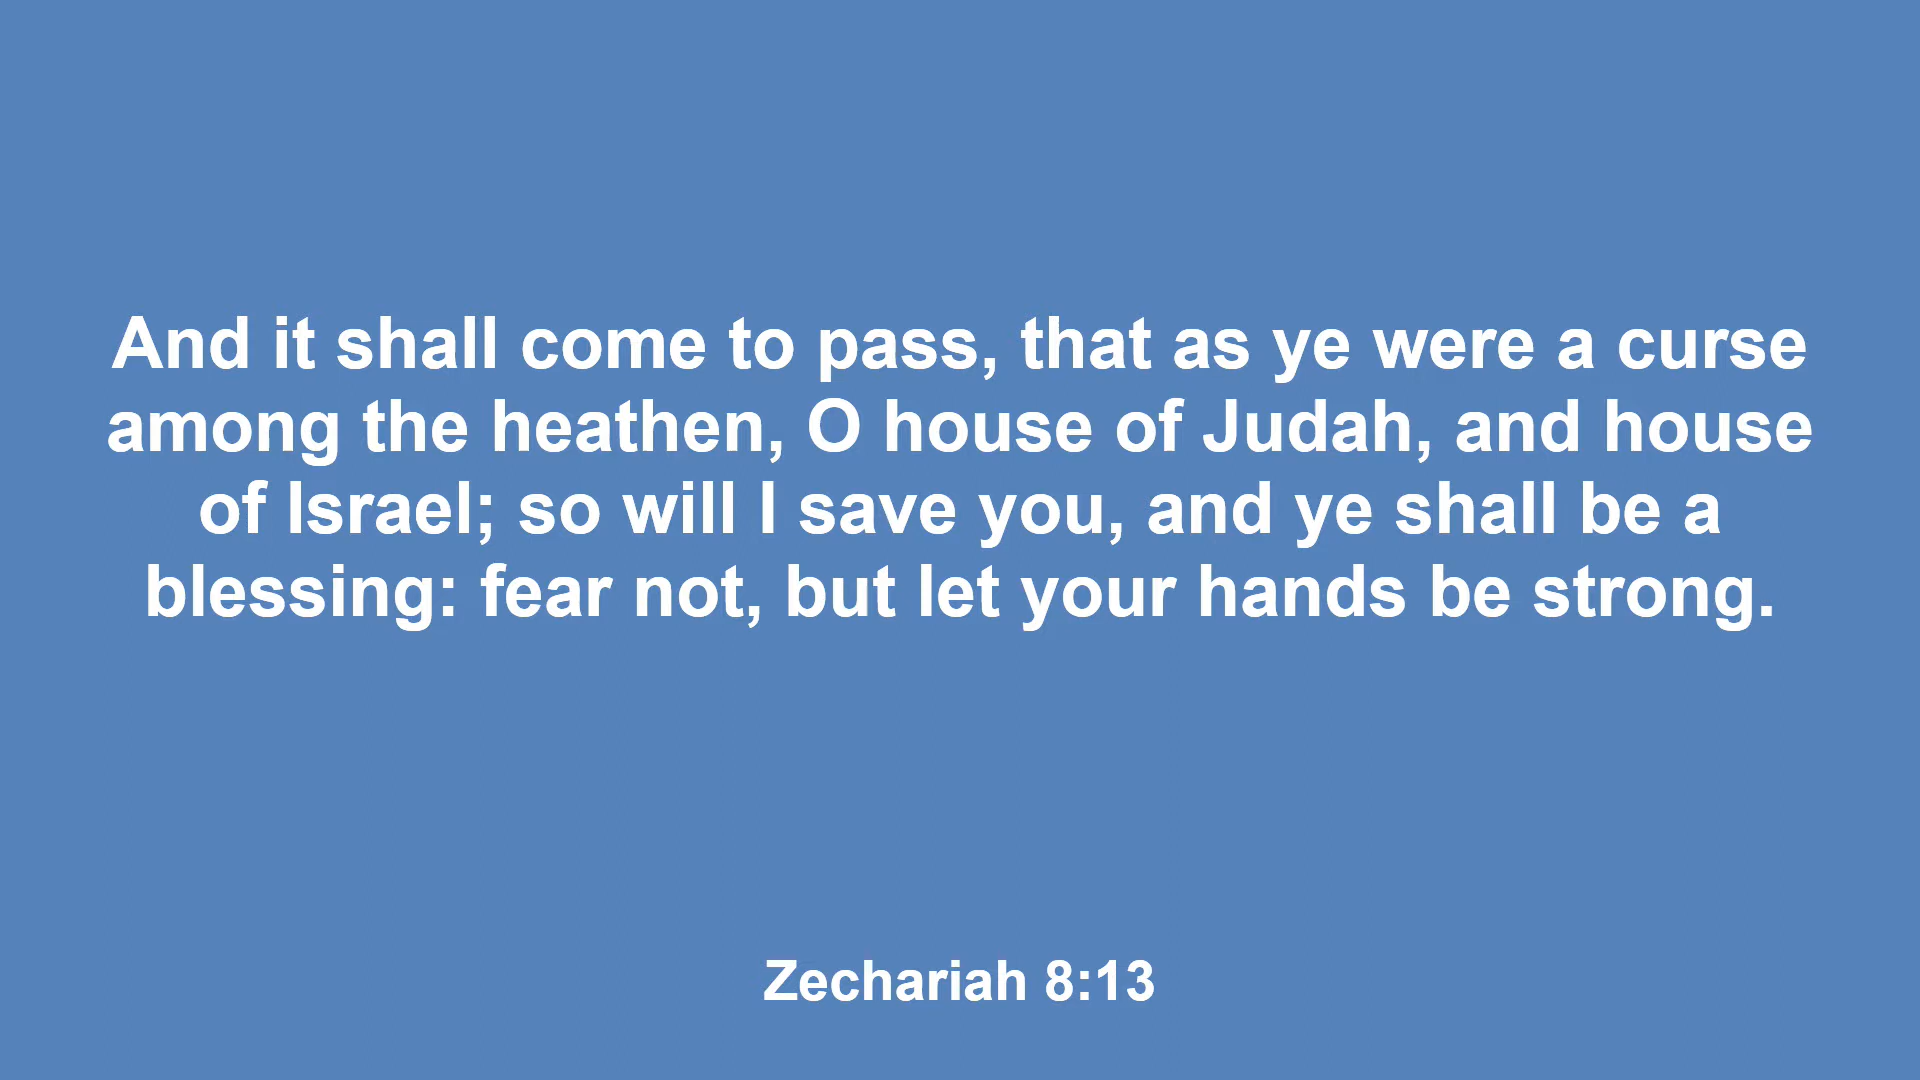 And it shall come to pass, that as ye were a curse
among the heathen, O house of Judah, and house
of Israel; so will I save you, and ye shall be a
blessing: fear not, but let your hands be strong.
Zechariah 8:13